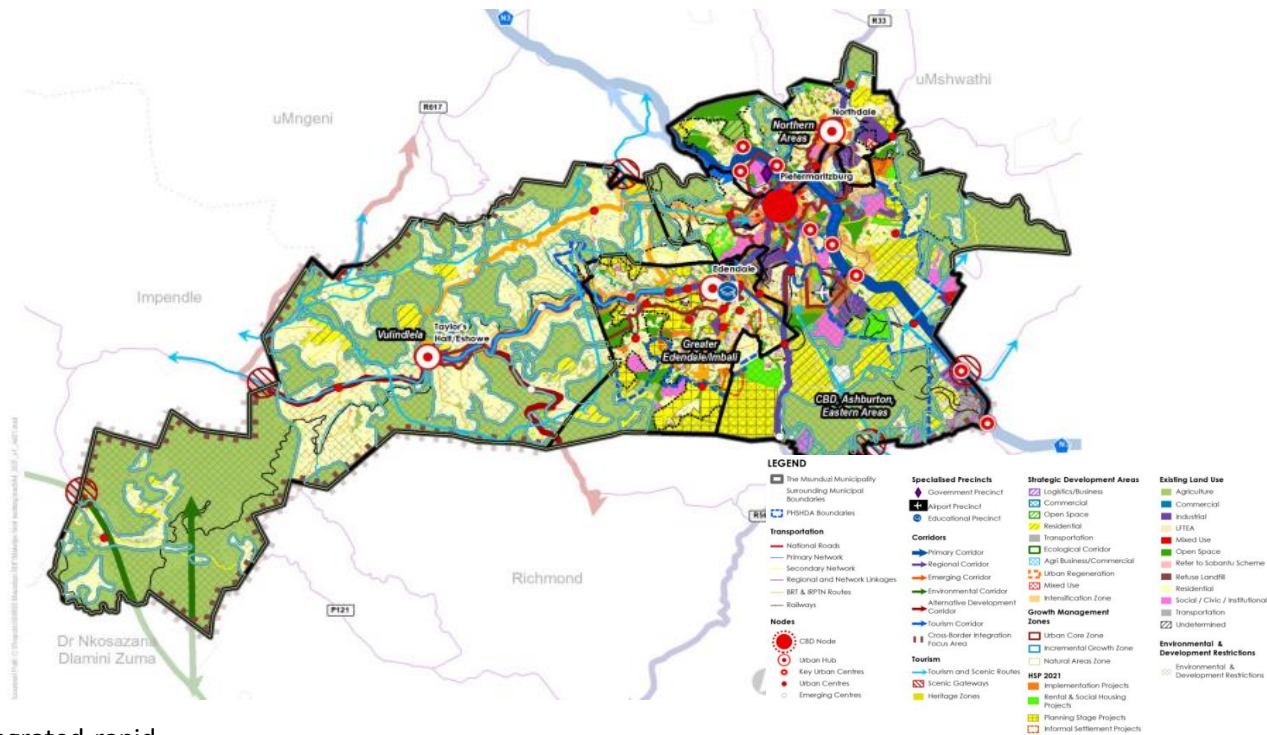 N3
R33
uMshwathi
R617
uMngeni
Northdale
Northern
Areas
Pietermaritzburg
Impendle
Edendale
Vulindlela
Taylor's
Halt/Eshowe
Greater
Edendale/Imbali
CBD, Ashburton,
Eastern Areas
Richmond
P121
Dr Nkosazana
Dlamini Zuma
LEGEND
The Msunduzi Municipality
Surrounding Municipal
Boundaries
PHSHDA Boundaries
Transportation
National Roads
Primary Network
Secondary Network
Regional and Network Linkages
BRT & IRPTN Routes
Railways
Nodes
CBD Node
Urban Hub
Key Urban Centres
Urban Centres
Emerging Centres
Specialised Precincts
Government Precinct
Airport Precinct
Educational Precinct
Corridors
Primary Corridor
Regional Corridor
Emerging Corridor
Environmental Corridor
Alternative Development
Corridor
Tourism Corridor
Cross-Border Integration
Focus Area
Tourism
Tourism and Scenic Routes
Scenic Gateways
Heritage Zones
Strategic Development Areas
Logistics/Business
Commercial
Open Space
Residential
Transportation
Ecological Corridor
Agri Business/Commercial
Urban Regeneration
Mixed Use
Intensification Zone
Growth Management
Zones
Urban Core Zone
Incremental Growth Zone
Natural Areas Zone
HSP 2021
Implementation Projects
Rental & Social Housing
Projects
Planning Stage Projects
Informal Settlement Projects
Existing Land Use
Agriculture
Commercial
Industrial
LFTEA
Mixed Use
Open Space
Refer to Sobantu Scheme
Refuse Landfill
Residential
Social / Civic / Institutional
Transportation
Undetermined
Environmental &
Development Restrictions
Environmental &
Development Restrictions